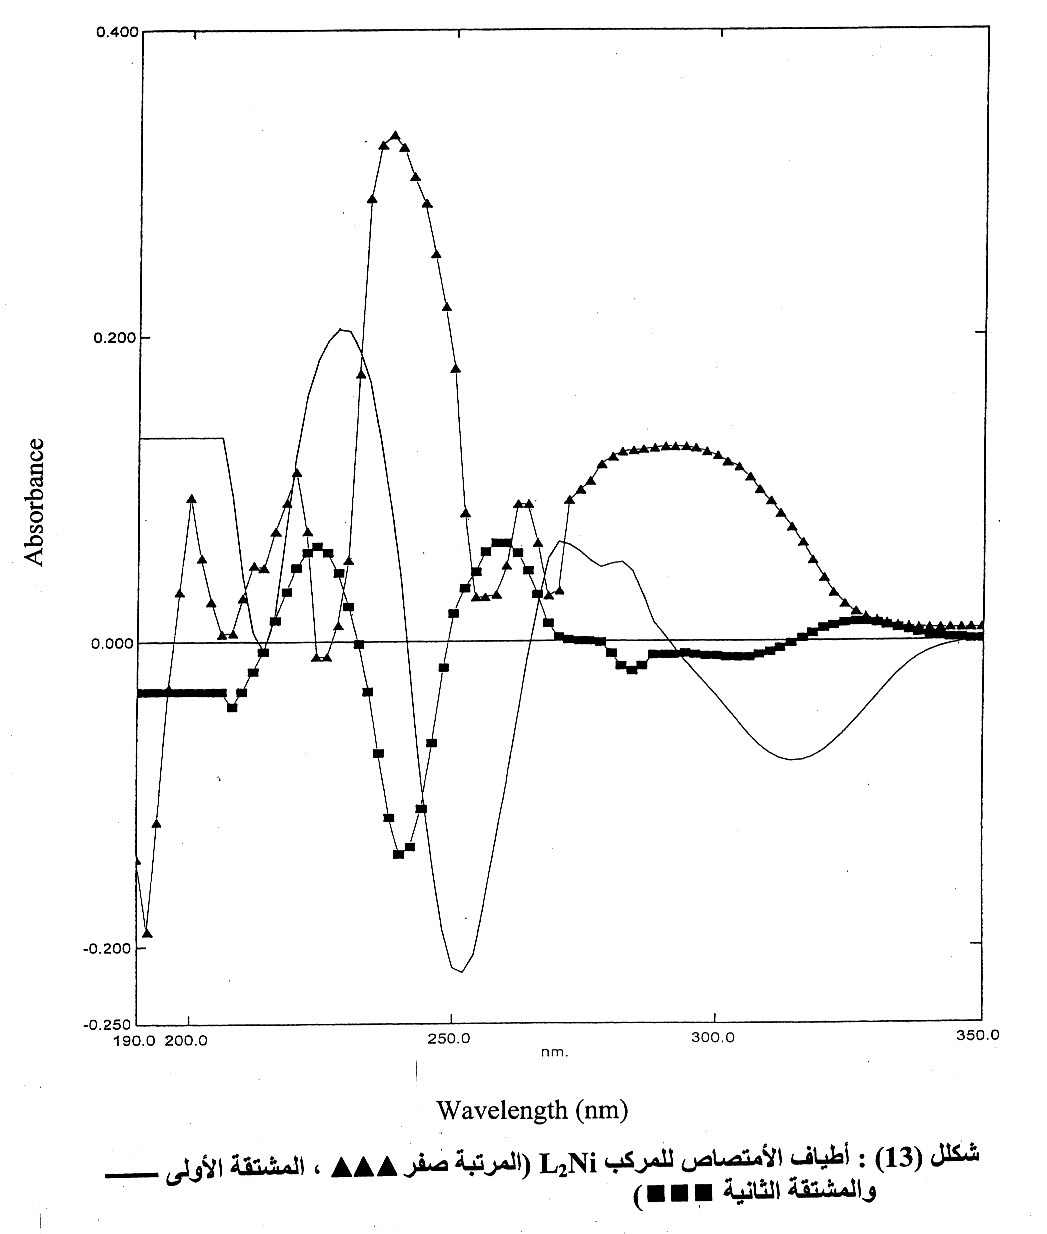 0.400
0.200
0.000
-0.200
-0.250
Absorbance
190.0 200.0 250.0 300.0 350.0
nm.
Wavelength (nm)
شكلل (13) : أطياف الأمتصاص للمركب L₂Ni (المرتبة صفر ▲▲▲ ، المشتقة الأولى ——
والمشتقة الثانية ■ ■ ■ )